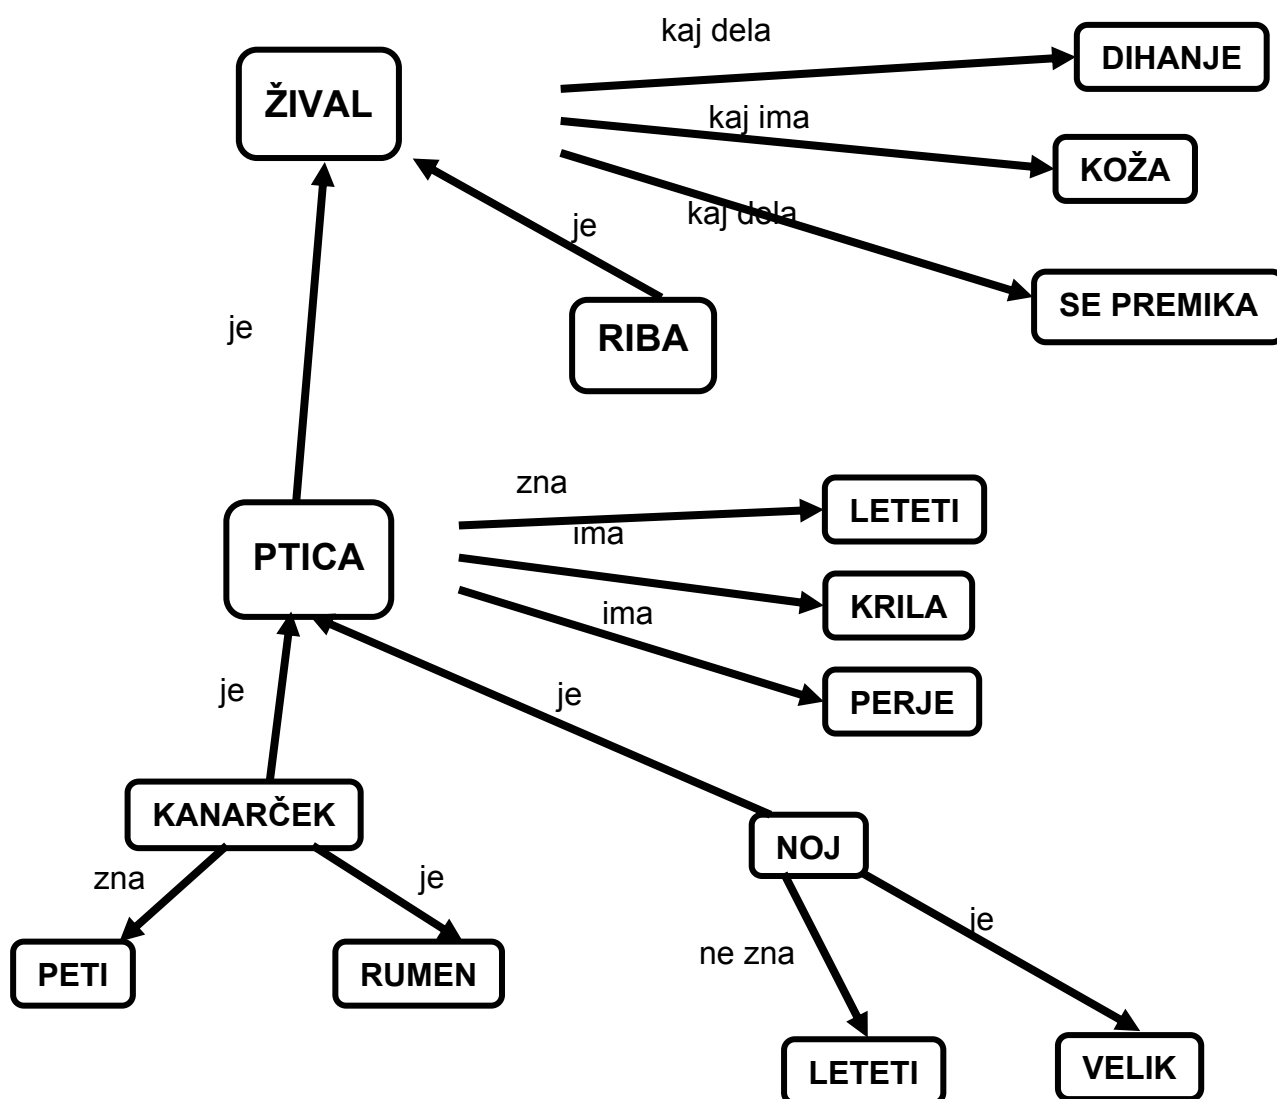 kaj dela
DIHANJE
ŽIVAL
kaj ima
KOŽA
kaj dela
je
SE PREMIKA
je
RIBA
zna
LETETI
ima
PTICA
KRILA
ima
PERJE
je
je
KANARČEK
NOJ
zna
je
je
ne zna
PETI
RUMEN
LETETI
VELIK